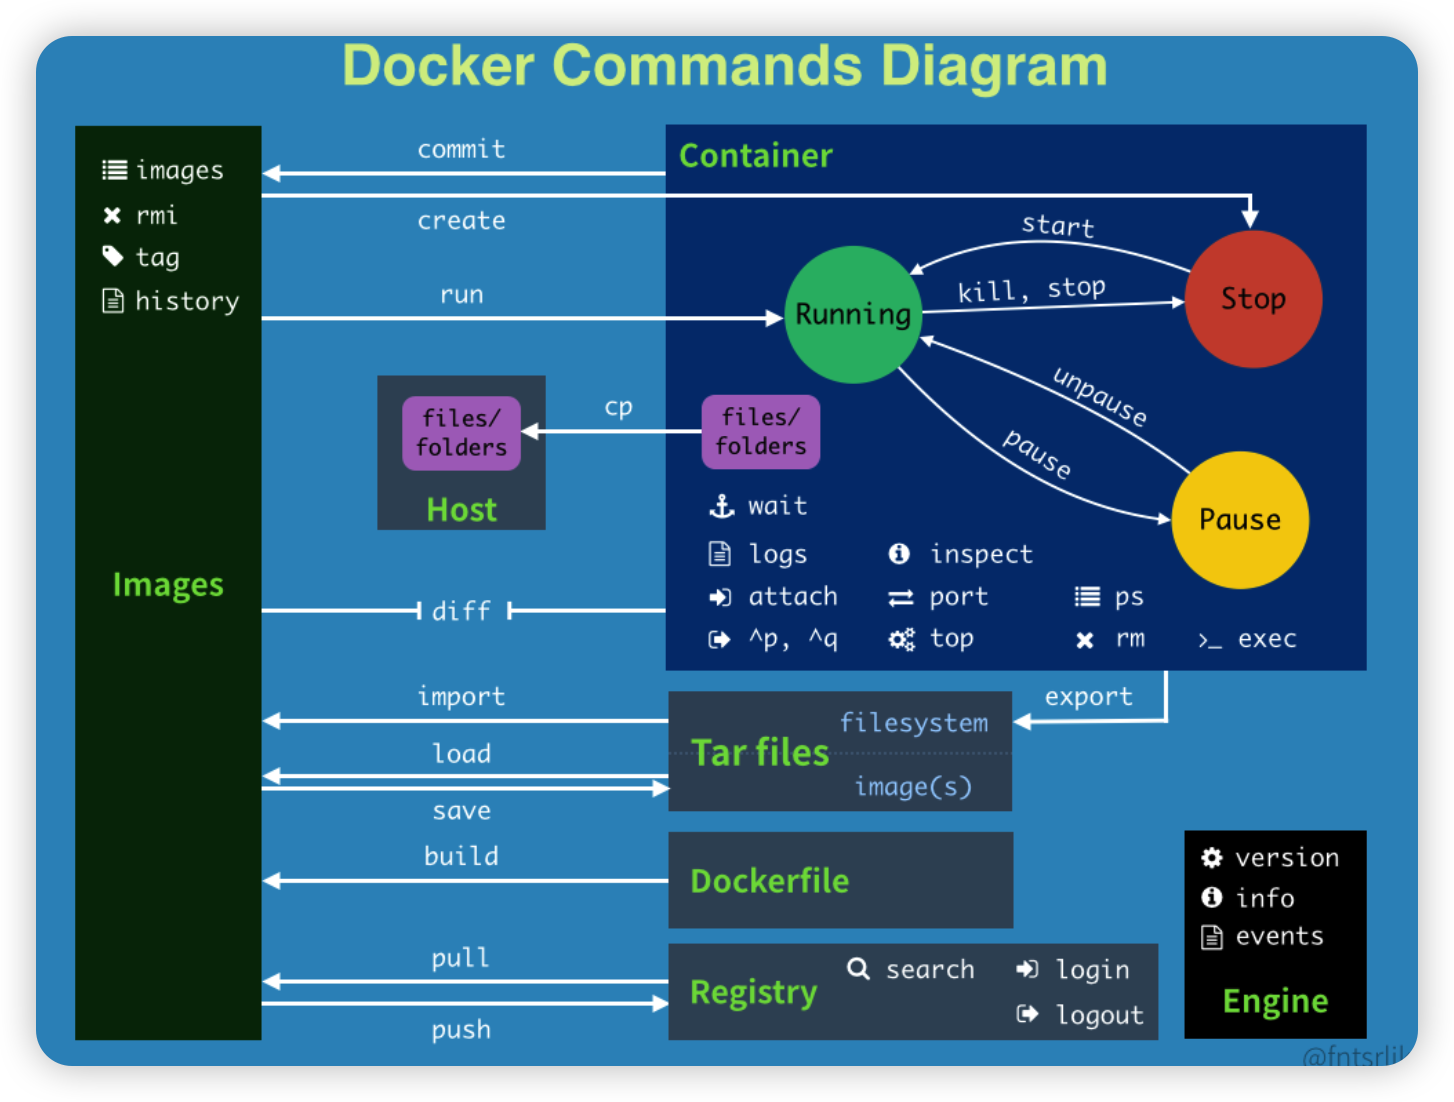 Docker Commands Diagram
images
rmi
tag
history
Images
commit
create
run
cp
files/
folders
Host
diff
import
load
save
build
pull
push
Container
start
kill, stop
Running
Stop
unpause
pause
Pause
files/
folders
wait
logs
inspect
attach
port
ps
^p, ^q
top
rm
>_ exec
export
Tar files
filesystem
image(s)
Dockerfile
Registry
search
login
logout
version
info
events
Engine